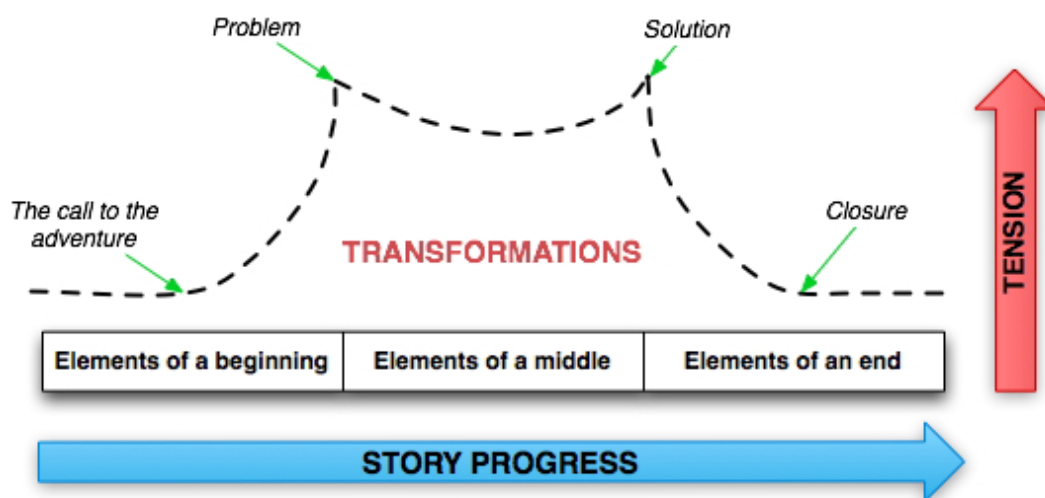 Problem
Solution
The call to the
adventure
Closure
TRANSFORMATIONS
TENSION
Elements of a beginning
Elements of a middle
Elements of an end
STORY PROGRESS